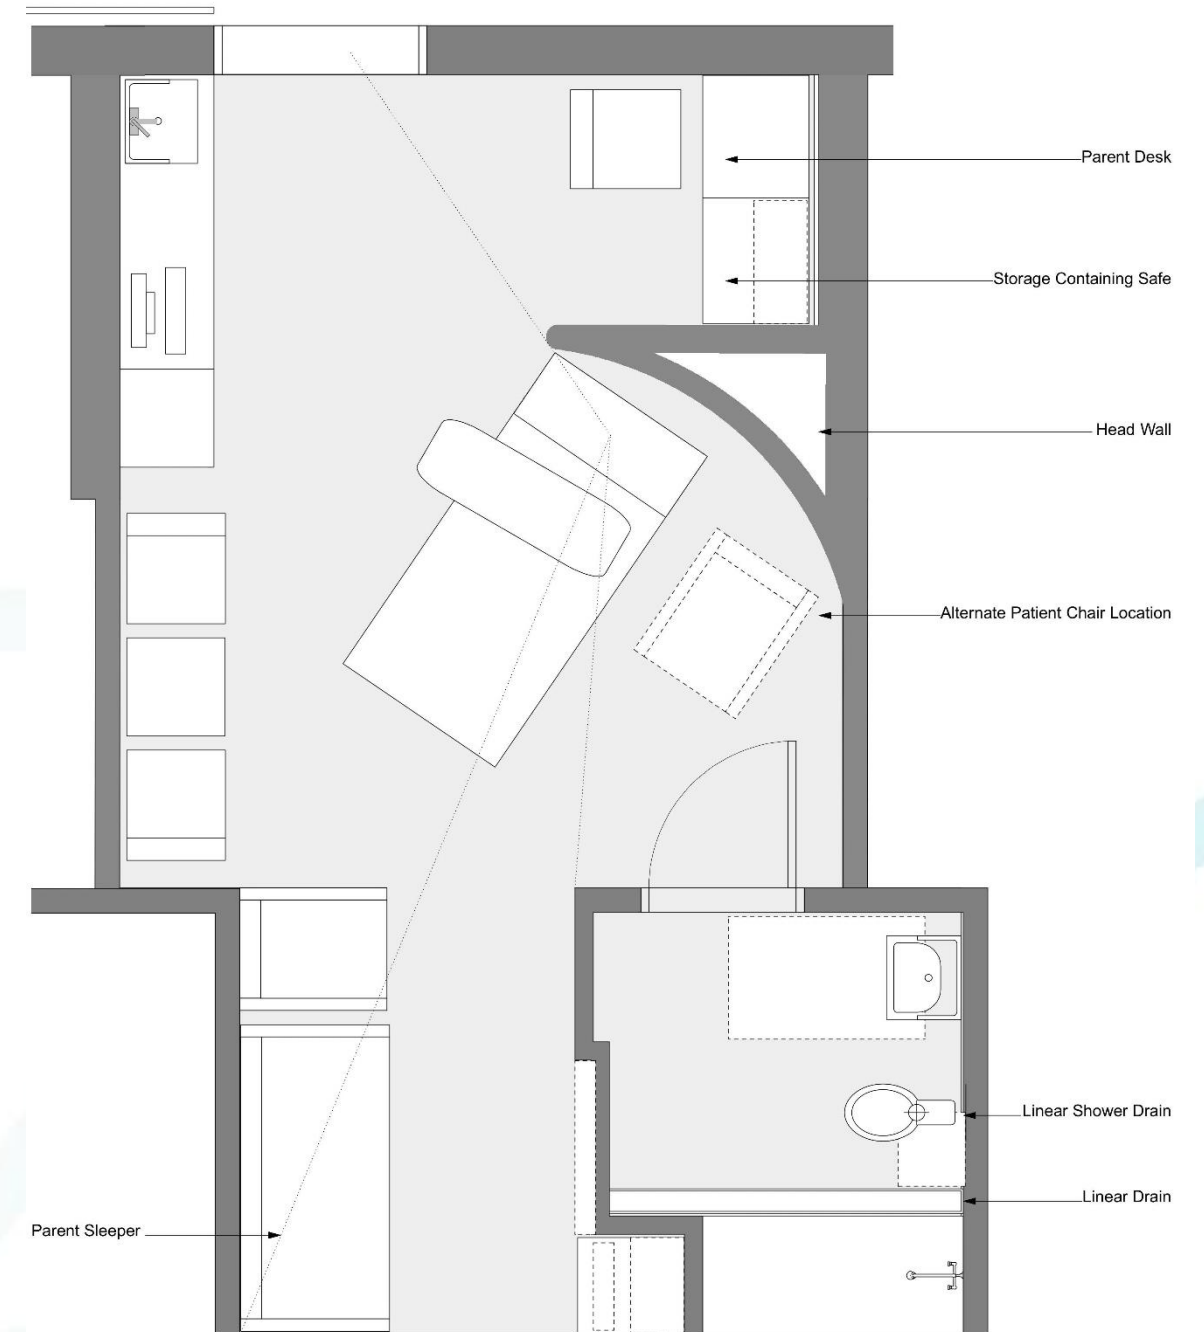 Parent Desk
Storage Containing Safe
Head Wall
Alternate Patient Chair Location
Linear Shower Drain
Linear Drain
Parent Sleeper